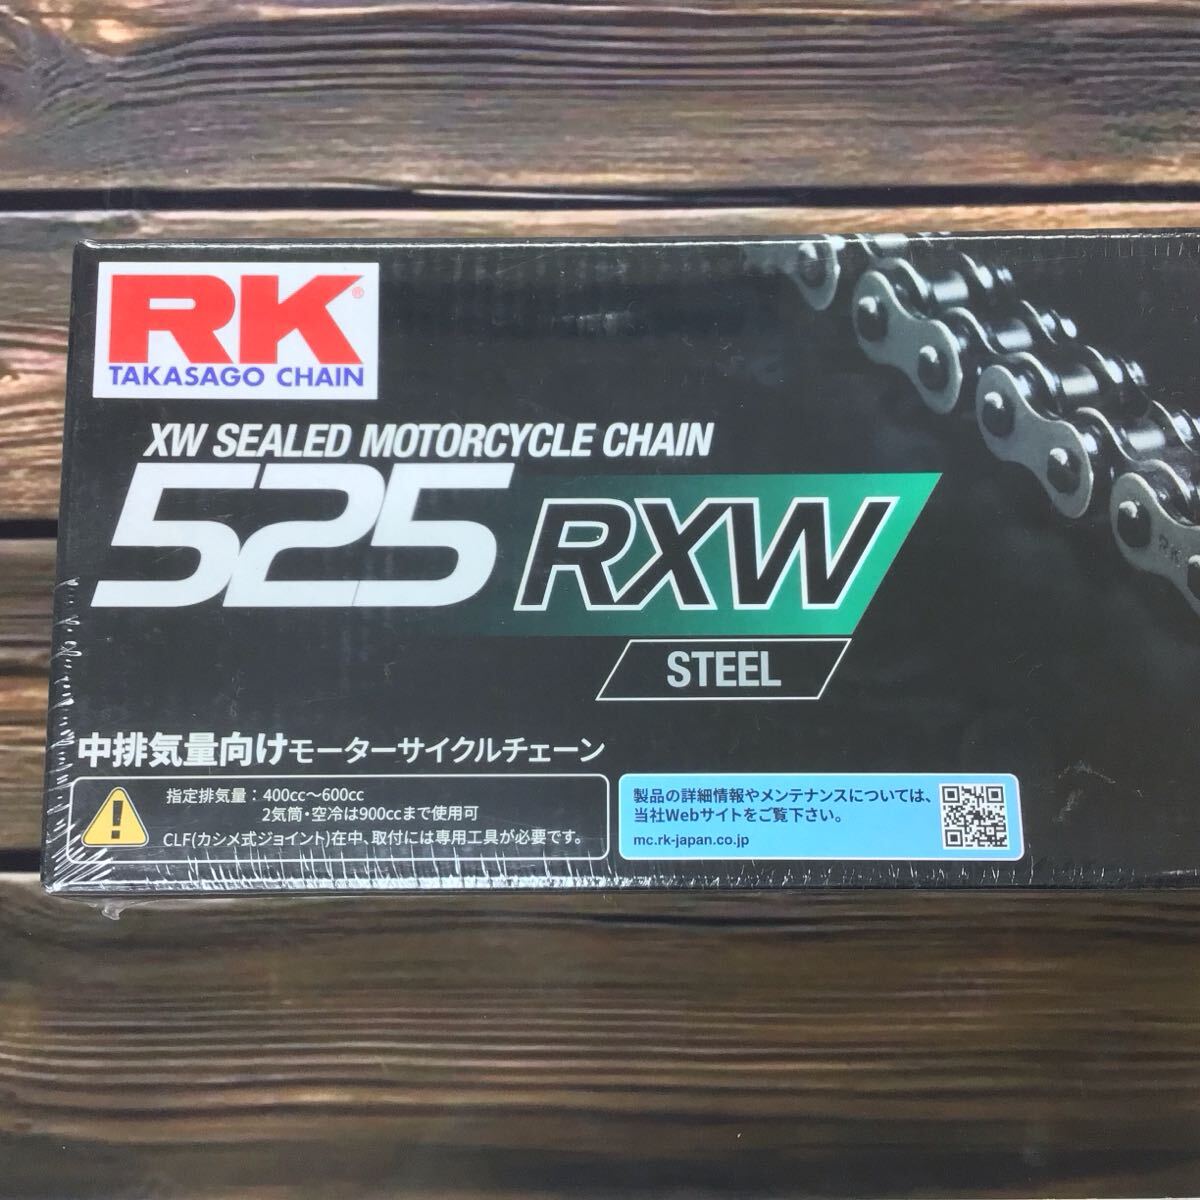 RK®
TAKASAGO CHAIN
XW SEALED MOTORCYCLE CHAIN
525 RXW
STEEL
中排気量向けモーターサイクルチェーン
指定排気量：400cc～600cc
2気筒・空冷は900ccまで使用可
CLF(カシメ式ジョイント)在中、取付には専用工具が必要です。
製品の詳細情報やメンテナンスについては、
当社Webサイトをご覧下さい。
mc.rk-japan.co.jp
RK